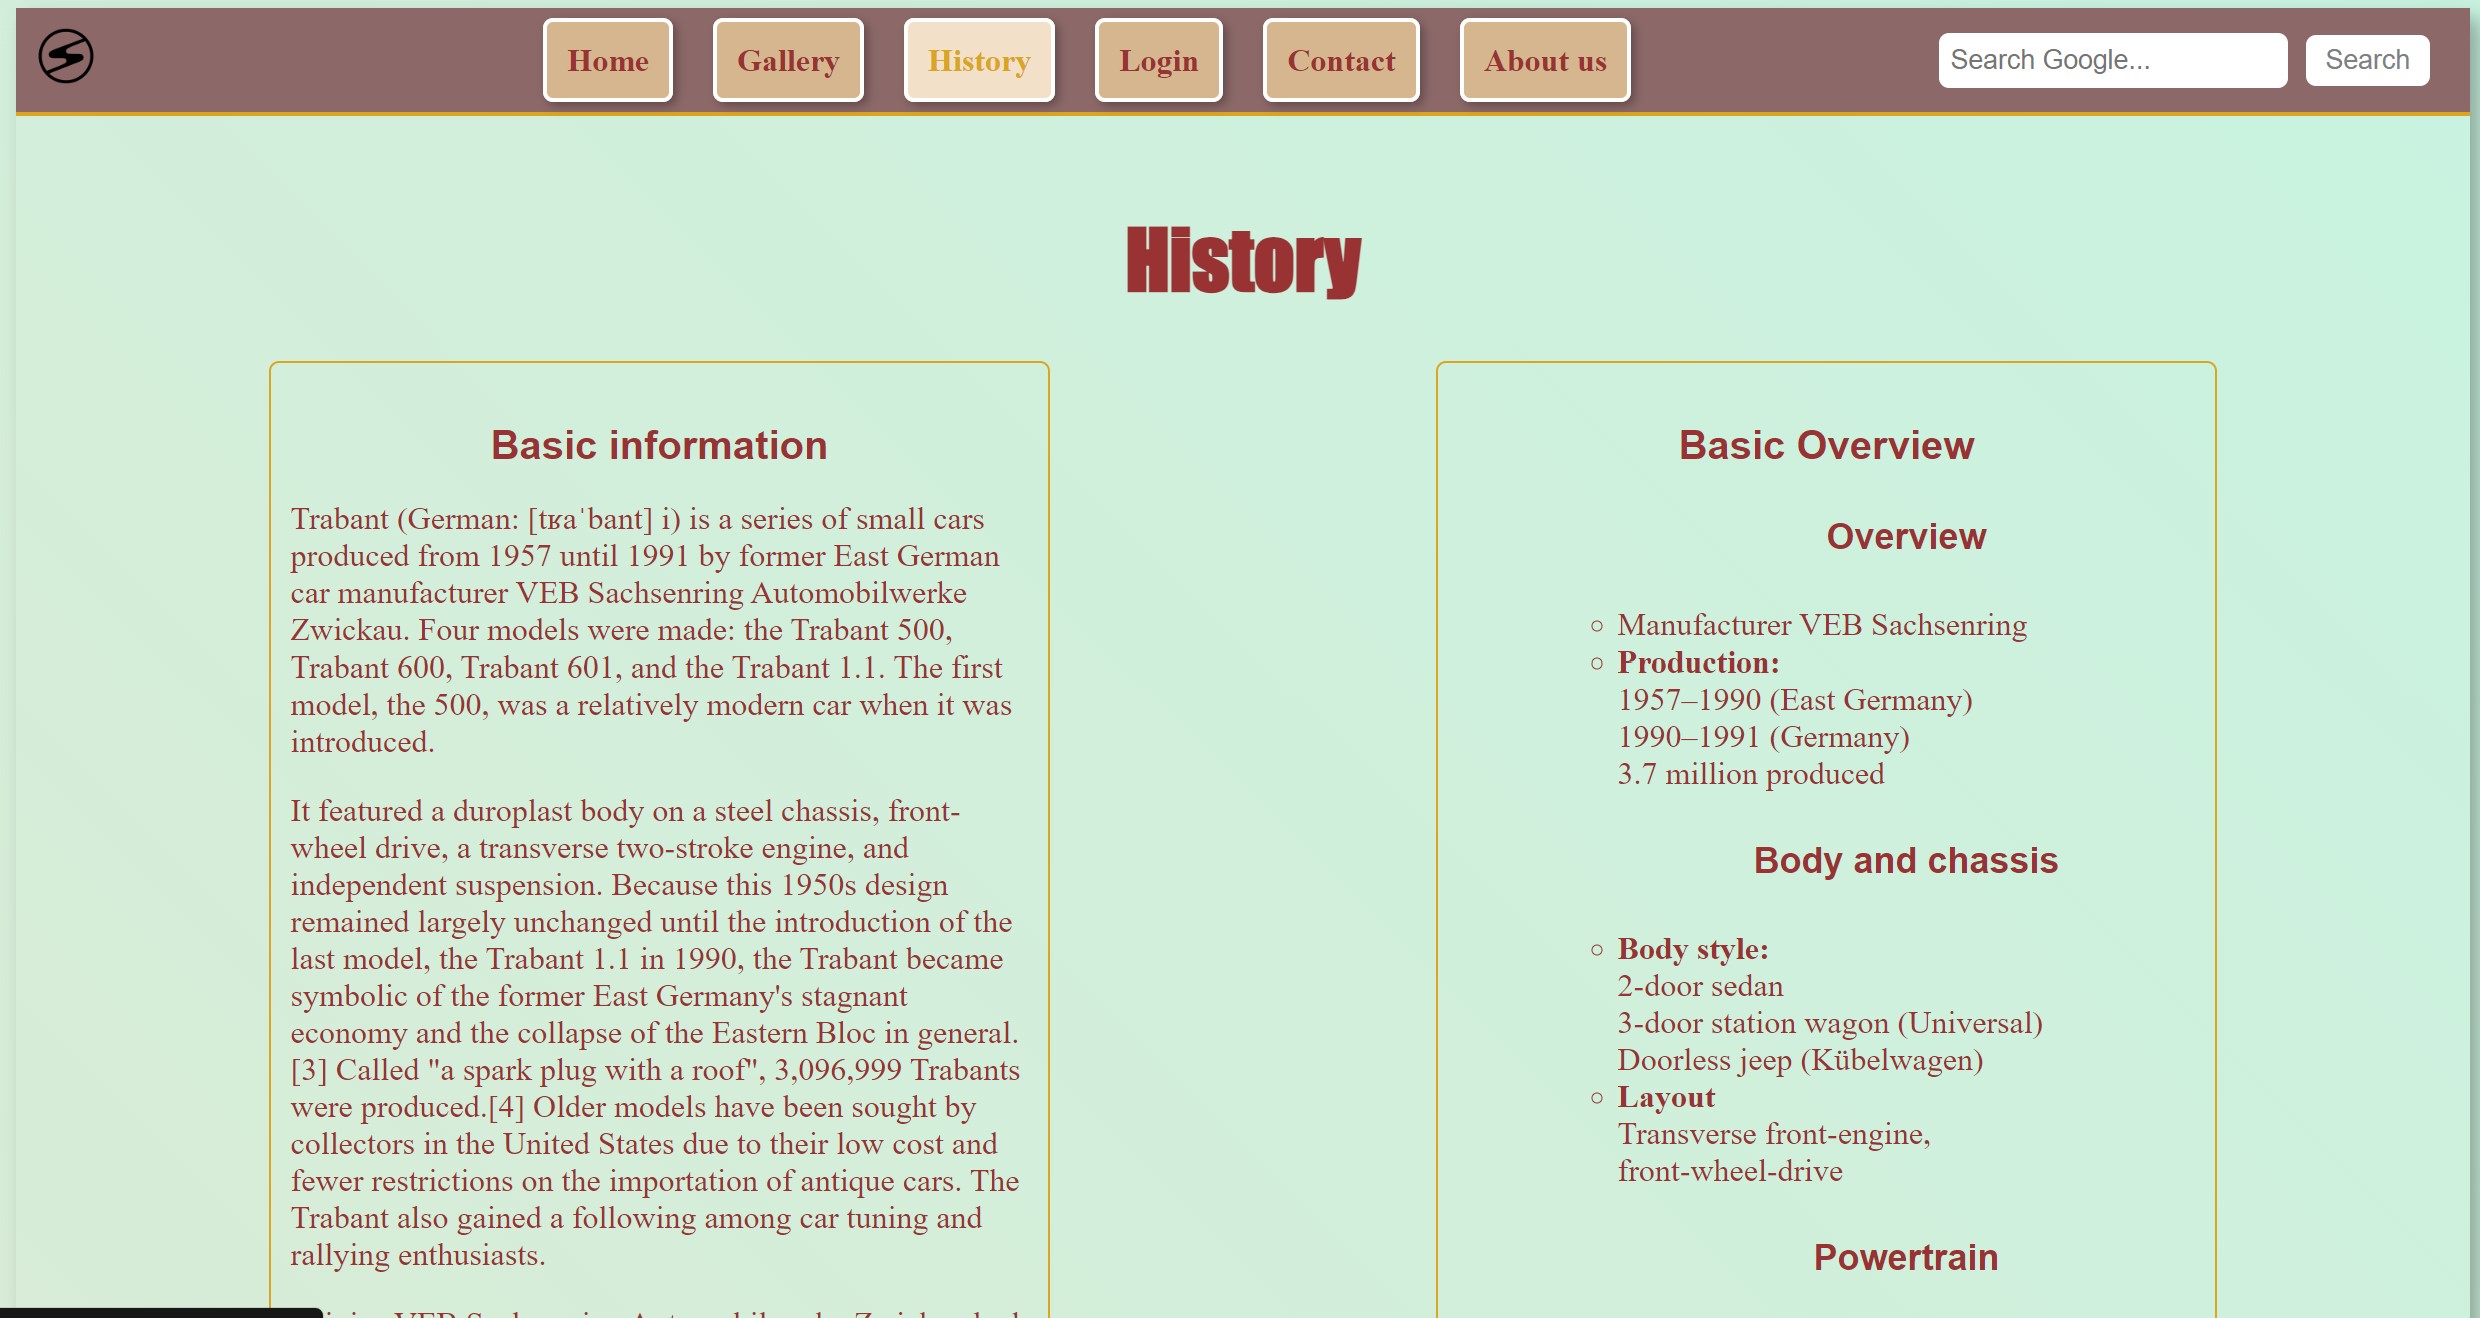 Home
Gallery
History
Login
Contact
About us
Search Google...
Search
History
Basic information
Trabant (German: [tʁaˈbant] i) is a series of small cars
produced from 1957 until 1991 by former East German
car manufacturer VEB Sachsenring Automobilwerke
Zwickau. Four models were made: the Trabant 500,
Trabant 600, Trabant 601, and the Trabant 1.1. The first
model, the 500, was a relatively modern car when it was
introduced.
It featured a duroplast body on a steel chassis, front-
wheel drive, a transverse two-stroke engine, and
independent suspension. Because this 1950s design
remained largely unchanged until the introduction of the
last model, the Trabant 1.1 in 1990, the Trabant became
symbolic of the former East Germany's stagnant
economy and the collapse of the Eastern Bloc in general.
[3] Called "a spark plug with a roof", 3,096,999 Trabants
were produced.[4] Older models have been sought by
collectors in the United States due to their low cost and
fewer restrictions on the importation of antique cars. The
Trabant also gained a following among car tuning and
rallying enthusiasts.
VEB Sachsenring Automobilwerke Zwickau had
Basic Overview
Overview
Manufacturer VEB Sachsenring
Production:
1957–1990 (East Germany)
1990–1991 (Germany)
3.7 million produced
Body and chassis
Body style:
2-door sedan
3-door station wagon (Universal)
Doorless jeep (Kübelwagen)
Layout
Transverse front-engine,
front-wheel-drive
Powertrain